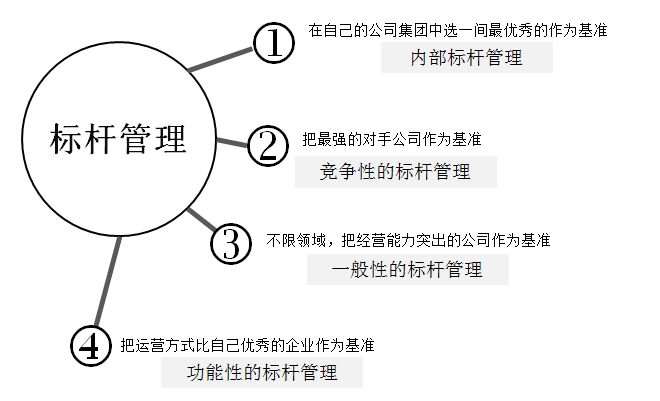 标杆管理
1
在自己的公司集团中选一间最优秀的作为基准
内部标杆管理
2
把最强的对手公司作为基准
竞争性的标杆管理
3
不限领域，把经营能力突出的公司作为基准
一般性的标杆管理
4
把运营方式比自己优秀的企业作为基准
功能性的标杆管理